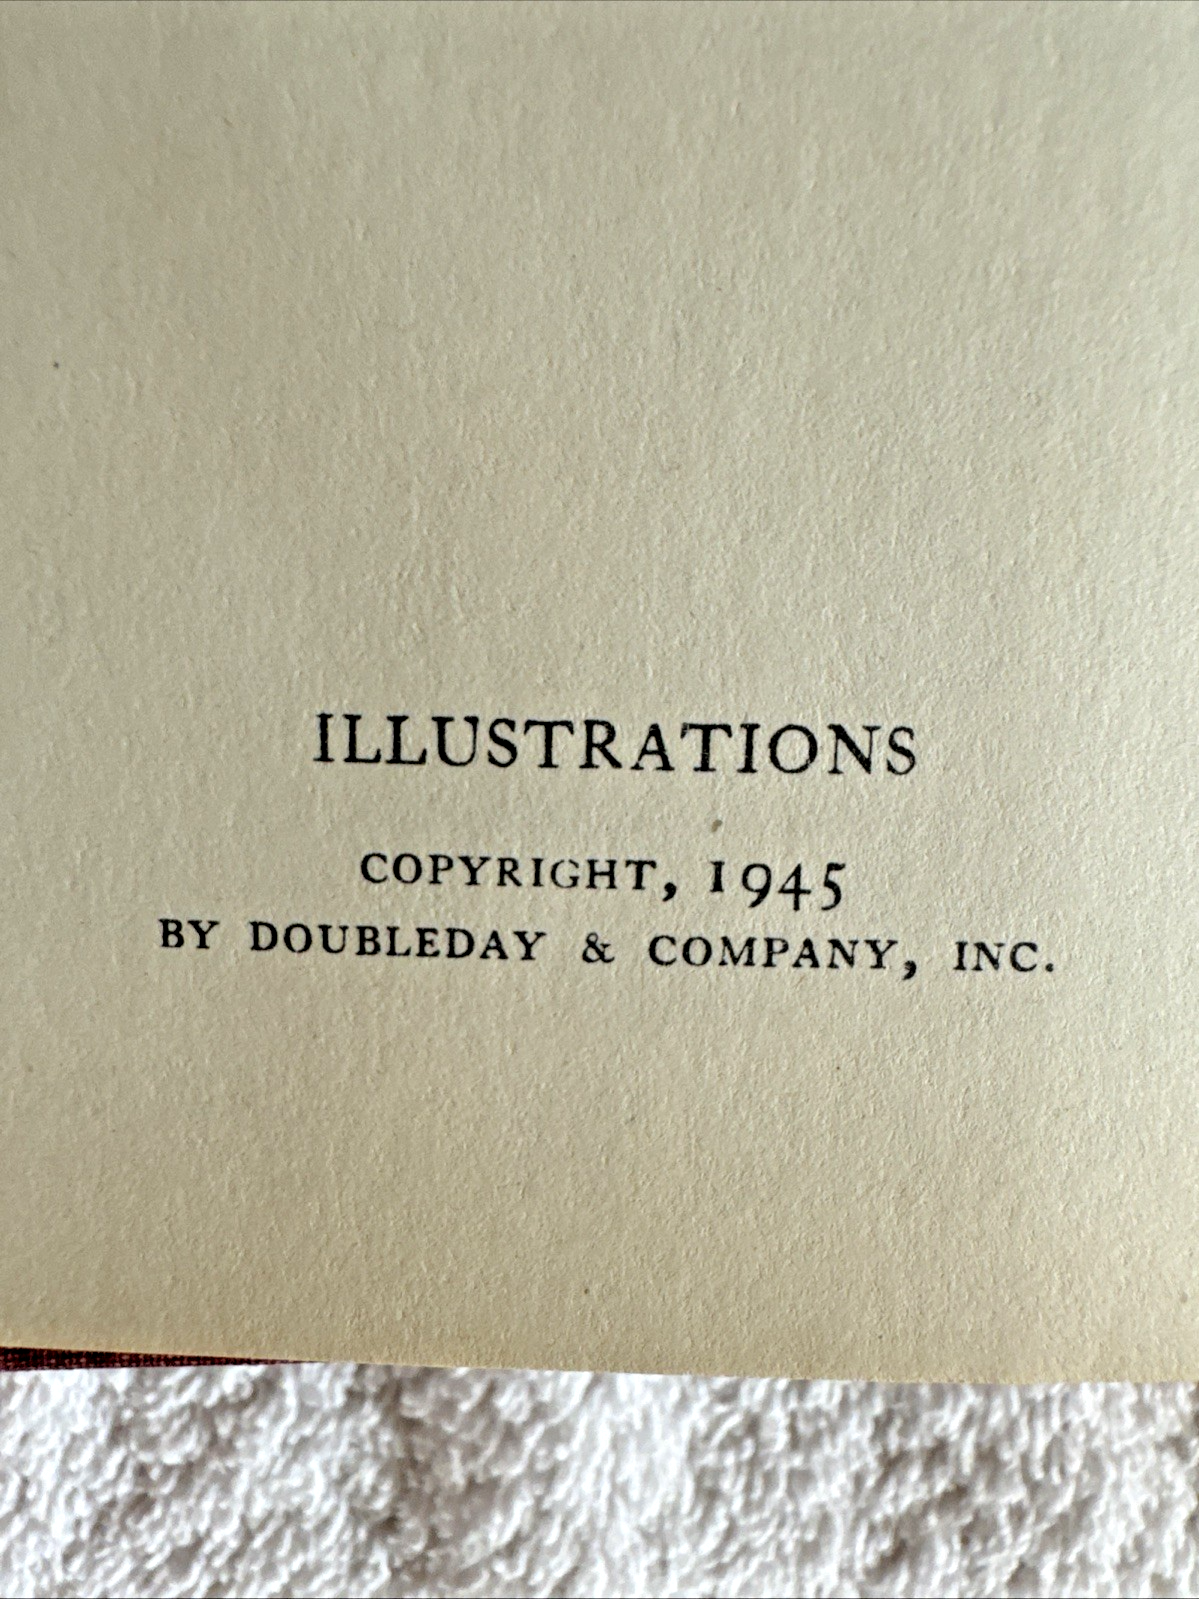 ILLUSTRATIONS
COPYRIGHT, 1945
BY DOUBLEDAY & COMPANY, INC.